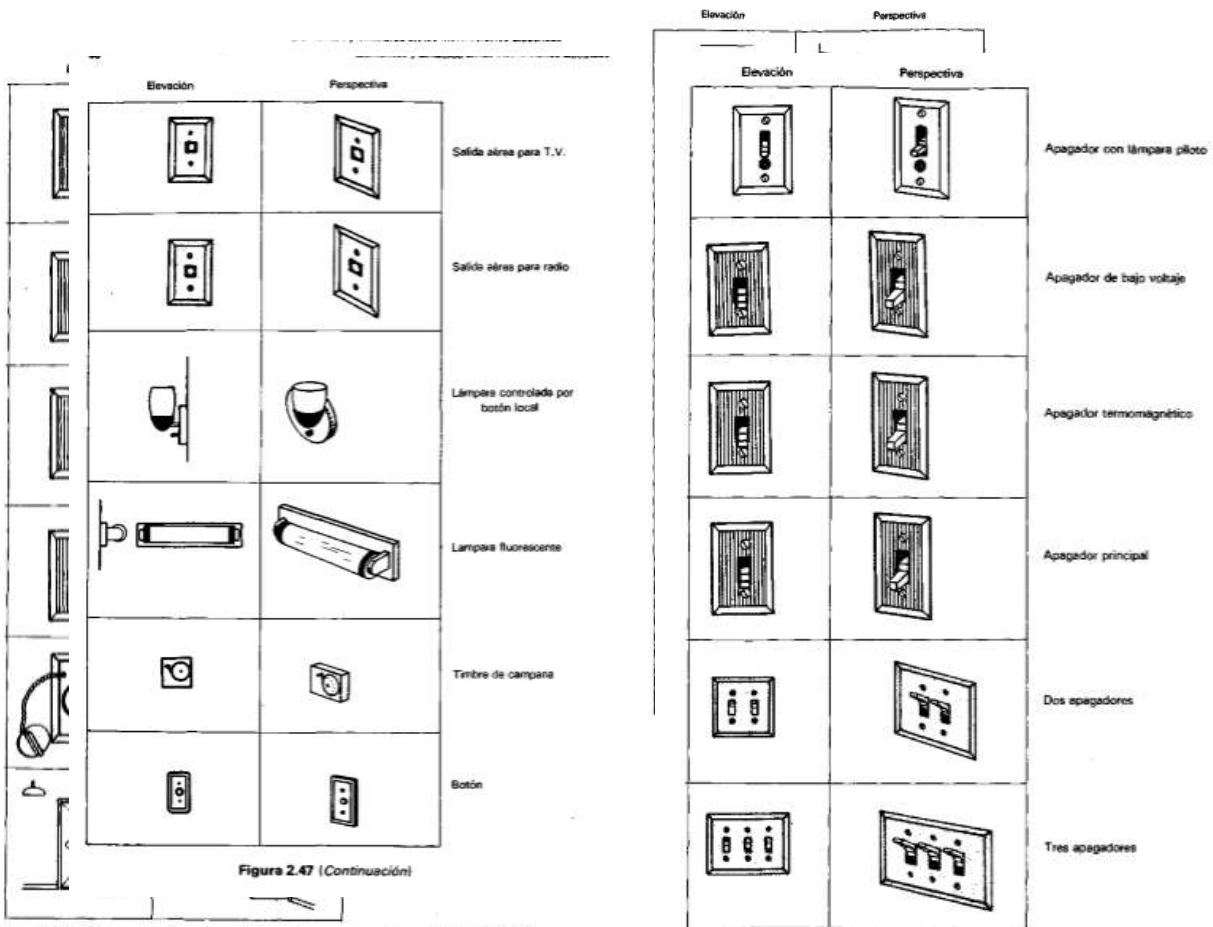 Elevación
Perspectiva
Salida aérea para T.V.
Salida aérea para radio
Lámpara controlada por
botón local
Lampara fluorescente
Timbre de campana
Botón
Figura 2.47 (Continuación)
Elevación
Perspectiva
Elevación
Perspectiva
Apagador con lámpara piloto
Apagador de bajo voltaje
Apagador termomagnético
Apagador principal
Dos apagadores
Tres apagadores